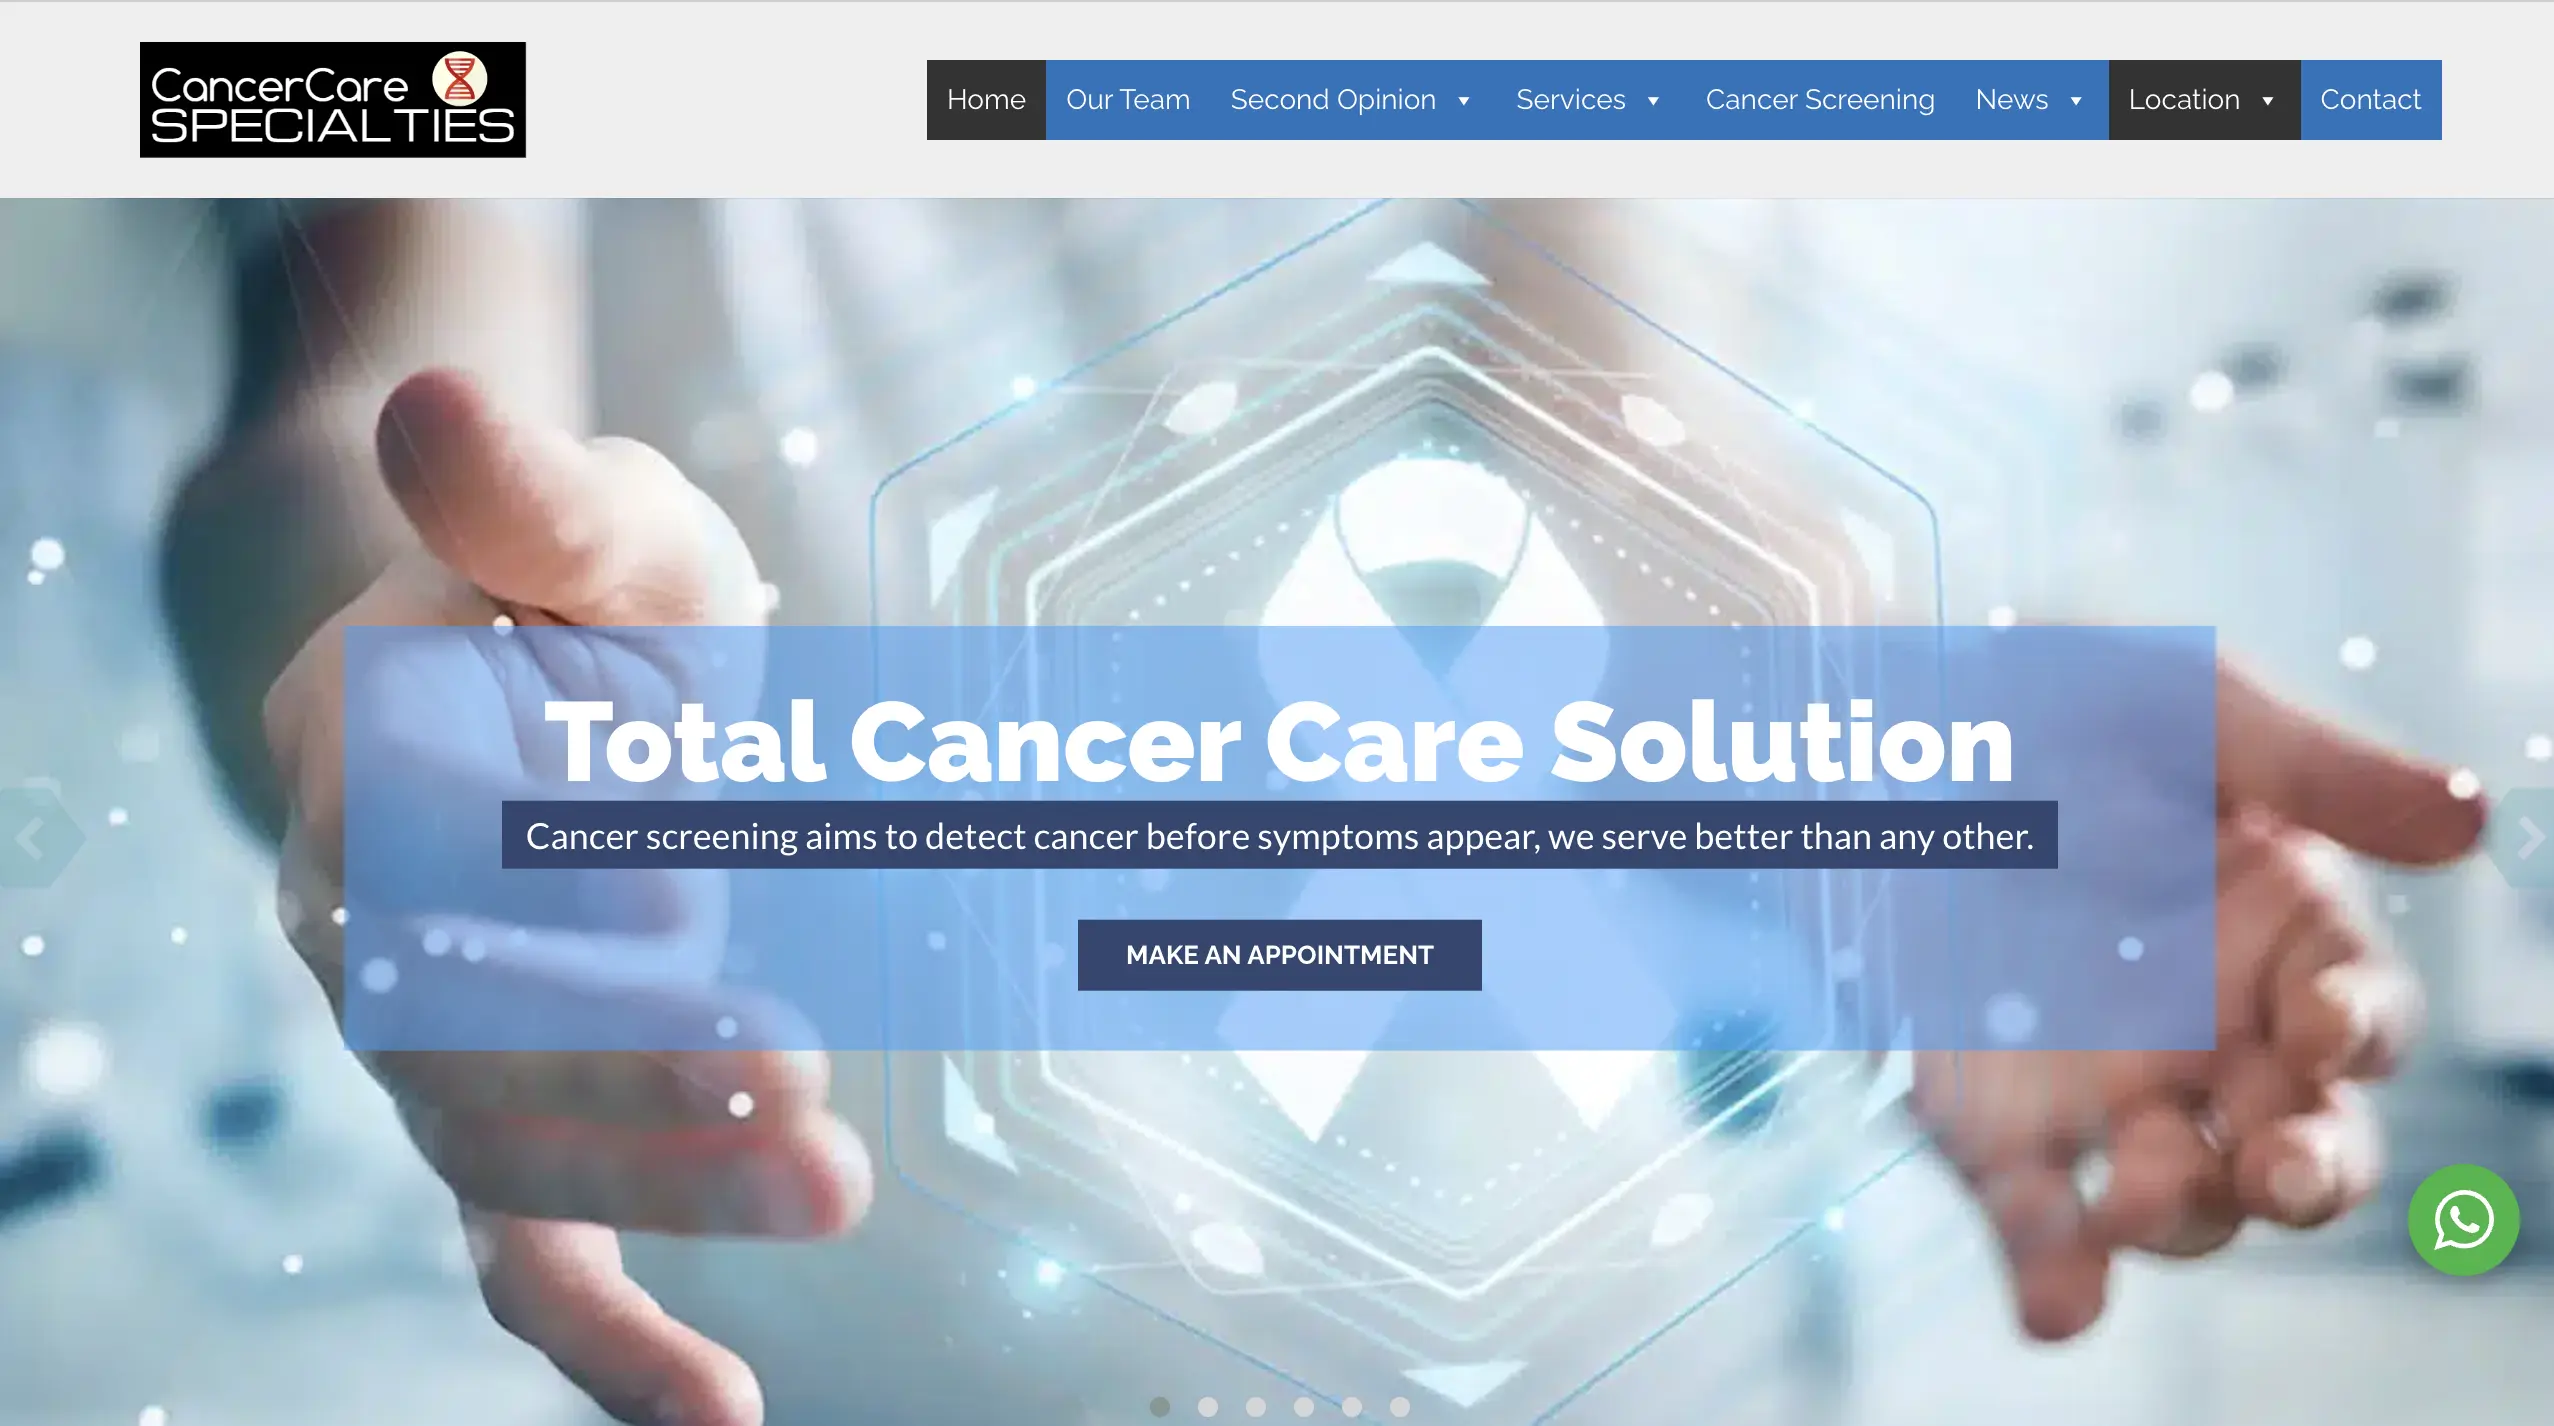 CancerCare
SPECIALTIES
Home
Our Team
Second Opinion
Services
Cancer Screening
News
Location
Contact
Total Cancer Care Solution
Cancer screening aims to detect cancer before symptoms appear, we serve better than any other.
MAKE AN APPOINTMENT